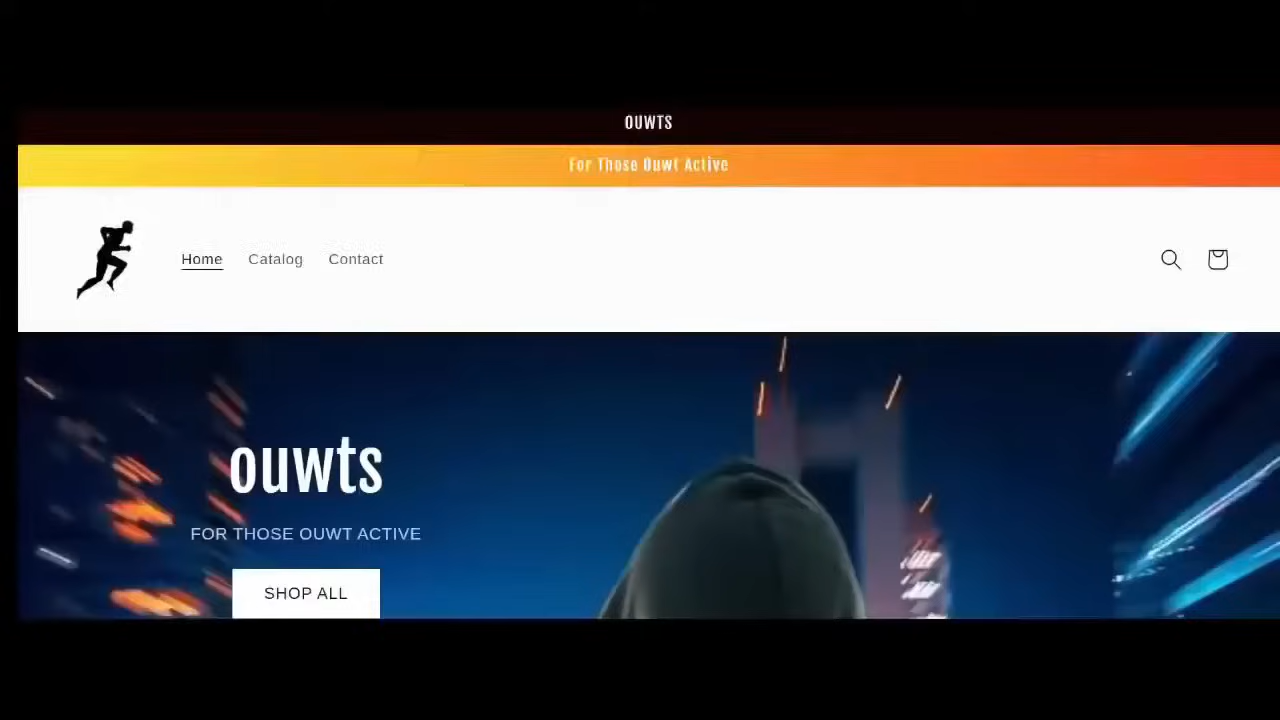 OUWTS
For Those Ouwt Active
Home Catalog Contact
ouwts
FOR THOSE OUWT ACTIVE
SHOP ALL